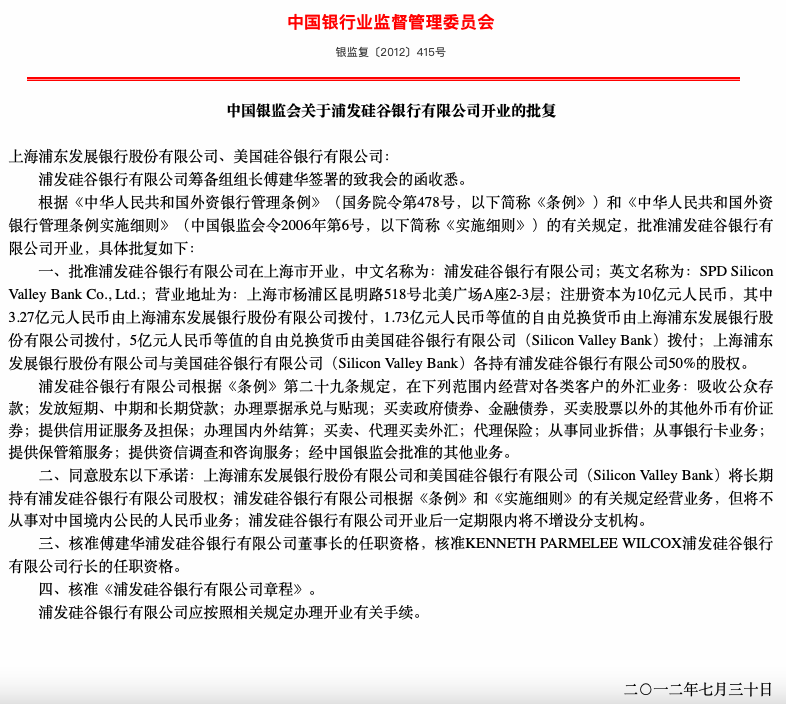 中国银行业监督管理委员会
银监复〔2012〕415号
中国银监会关于浦发硅谷银行有限公司开业的批复
上海浦东发展银行股份有限公司、美国硅谷银行有限公司：
浦发硅谷银行有限公司筹备组组长傅建华签署的致我会的函收悉。
根据《中华人民共和国外资银行管理条例》（国务院令第478号，以下简称《条例》）和《中华人民共和国外资
银行管理条例实施细则》（中国银监会令2006年第6号，以下简称《实施细则》）的有关规定，批准浦发硅谷银行有
限公司开业，具体批复如下：
一、批准浦发硅谷银行有限公司在上海市开业，中文名称为：浦发硅谷银行有限公司；英文名称为：SPD Silicon
Valley Bank Co., Ltd.；营业地址为：上海市杨浦区昆明路518号北美广场A座2-3层；注册资本为10亿元人民币，其中
3.27亿元人民币由上海浦东发展银行股份有限公司拨付，1.73亿元人民币等值的自由兑换货币由上海浦东发展银行股
份有限公司拨付，5亿元人民币等值的自由兑换货币由美国硅谷银行有限公司（Silicon Valley Bank）拨付；上海浦东
发展银行股份有限公司与美国硅谷银行有限公司（Silicon Valley Bank）各持有浦发硅谷银行有限公司50%的股权。
浦发硅谷银行有限公司根据《条例》第二十九条规定，在下列范围内经营对各类客户的外汇业务：吸收公众存
款；发放短期、中期和长期贷款；办理票据承兑与贴现；买卖政府债券、金融债券，买卖股票以外的其他外币有价证
券；提供信用证服务及担保；办理国内外结算；买卖、代理买卖外汇；代理保险；从事同业拆借；从事银行卡业务；
提供保管箱服务；提供资信调查和咨询服务；经中国银监会批准的其他业务。
二、同意股东以下承诺：上海浦东发展银行股份有限公司和美国硅谷银行有限公司（Silicon Valley Bank）将长期
持有浦发硅谷银行有限公司股权；浦发硅谷银行有限公司根据《条例》和《实施细则》的有关规定经营业务，但将不
从事对中国境内公民的人民币业务；浦发硅谷银行有限公司开业后一定期限内将不增设分支机构。
三、核准傅建华浦发硅谷银行有限公司董事长的任职资格，核准KENNETH PARMELEE WILCOX浦发硅谷银行
有限公司行长的任职资格。
四、核准《浦发硅谷银行有限公司章程》。
浦发硅谷银行有限公司应按照相关规定办理开业有关手续。
二〇一二年七月三十日